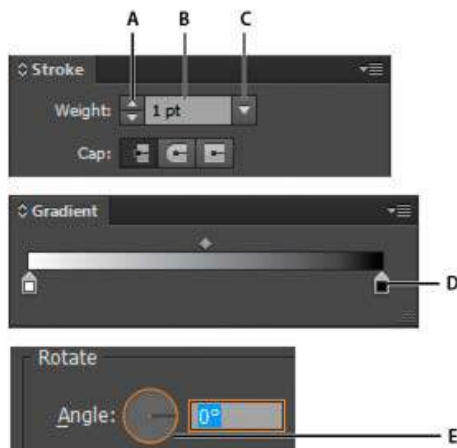 A B C
Stroke
Weight: 1 pt
Cap:
Gradient
D
Rotate
Angle: 0°
E